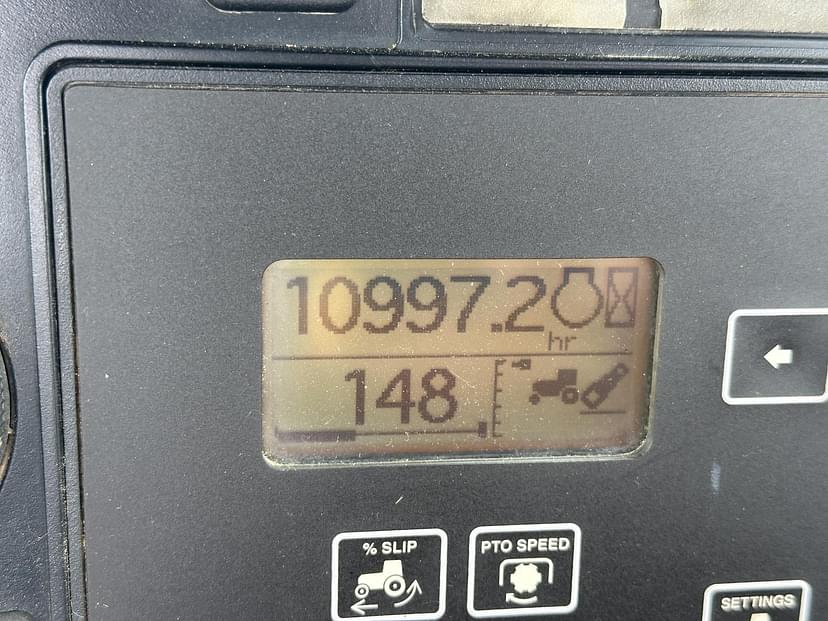 10997.2
hr
148
% SLIP
PTO SPEED
SETTINGS